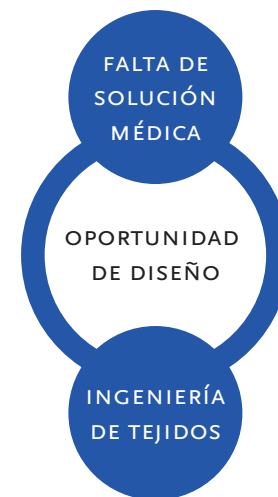 FALTA DE
SOLUCIÓN
MÉDICA
OPORTUNIDAD
DE DISEÑO
INGENIERÍA
DE TEJIDOS